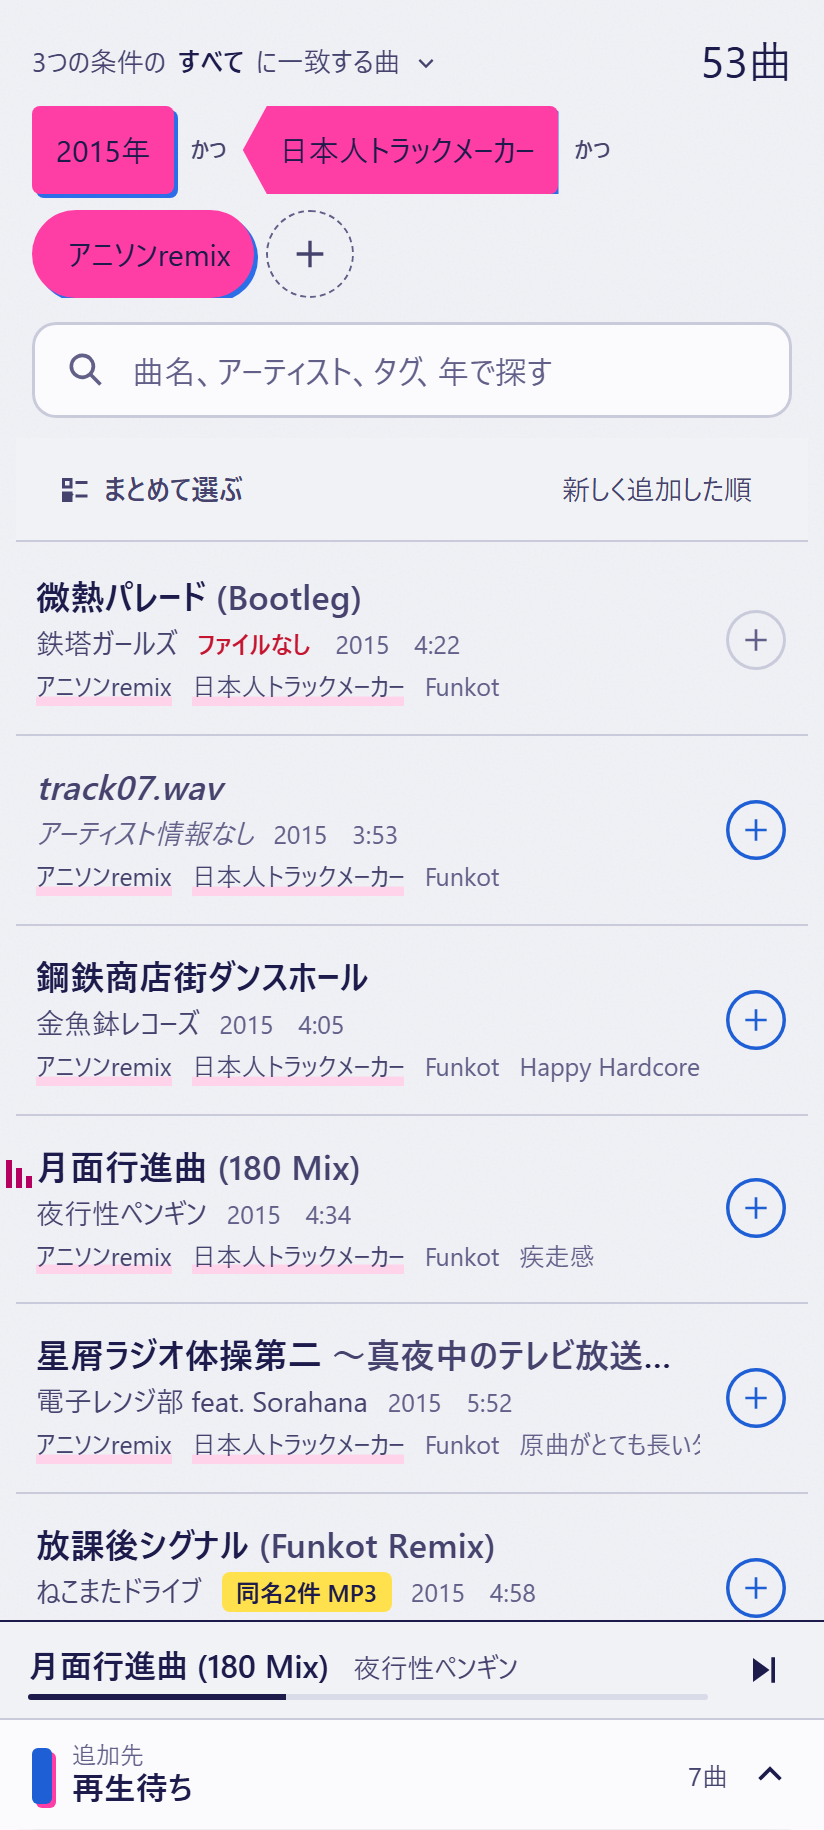 3つの条件の すべて に一致する曲
53曲
2015年 かつ 日本人トラックメーカー かつ
アニソンremix
曲名、アーティスト、タグ、年で探す
まとめて選ぶ 新しく追加した順
微熱パレード (Bootleg)
鉄塔ガールズ ファイルなし 2015 4:22
アニソンremix 日本人トラックメーカー Funkot
track07.wav
アーティスト情報なし 2015 3:53
アニソンremix 日本人トラックメーカー Funkot
鋼鉄商店街ダンスホール
金魚鉢レコーズ 2015 4:05
アニソンremix 日本人トラックメーカー Funkot Happy Hardcore
月面行進曲 (180 Mix)
夜行性ペンギン 2015 4:34
アニソンremix 日本人トラックメーカー Funkot 疾走感
星屑ラジオ体操第二 〜真夜中のテレビ放送…
電子レンジ部 feat. Sorahana 2015 5:52
アニソンremix 日本人トラックメーカー Funkot 原曲がとても長い
放課後シグナル (Funkot Remix)
ねこまたドライブ 同名2件 MP3 2015 4:58
月面行進曲 (180 Mix) 夜行性ペンギン
追加先
再生待ち
7曲